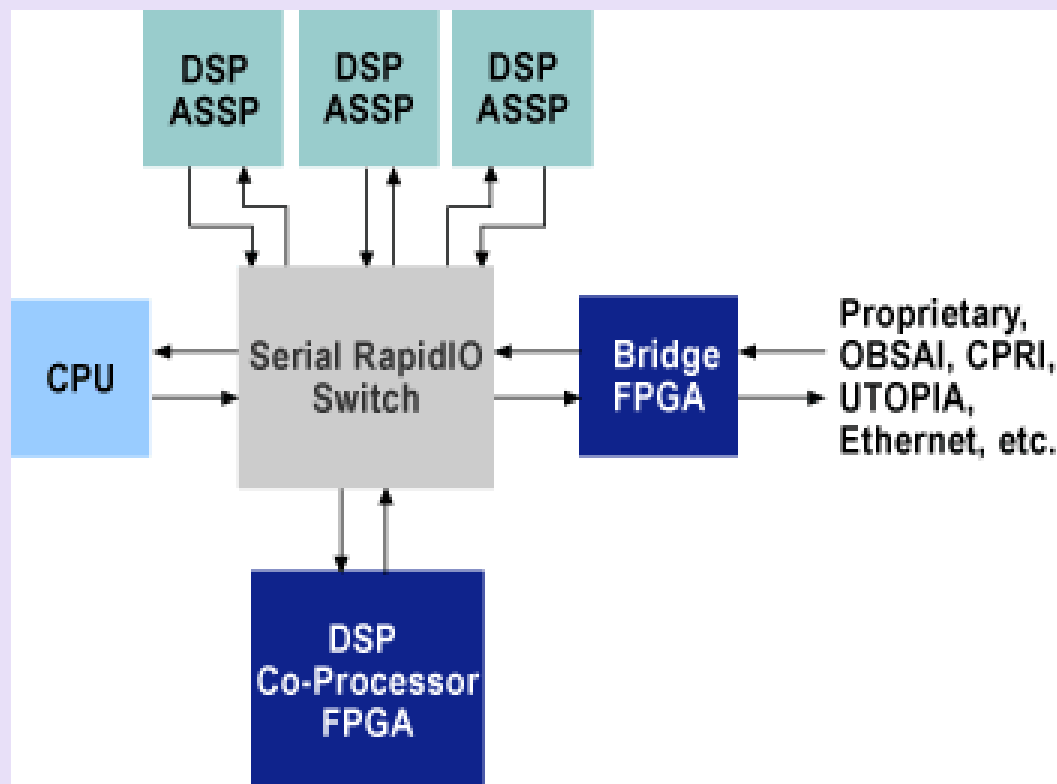 DSP
ASSP
DSP
ASSP
DSP
ASSP
CPU
Serial RapidIO
Switch
Bridge
FPGA
Proprietary,
OBSAI, CPRI,
UTOPIA,
Ethernet, etc.
DSP
Co-Processor
FPGA